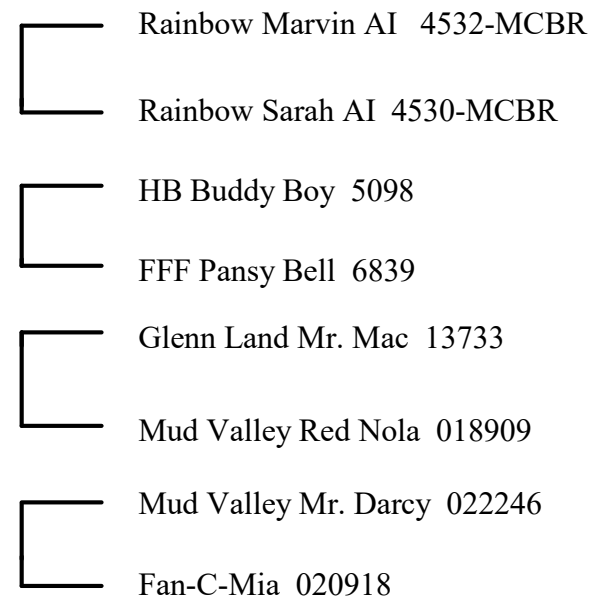 Rainbow Marvin AI 4532-MCBR
Rainbow Sarah AI 4530-MCBR
HB Buddy Boy 5098
FFF Pansy Bell 6839
Glenn Land Mr. Mac 13733
Mud Valley Red Nola 018909
Mud Valley Mr. Darcy 022246
Fan-C-Mia 020918